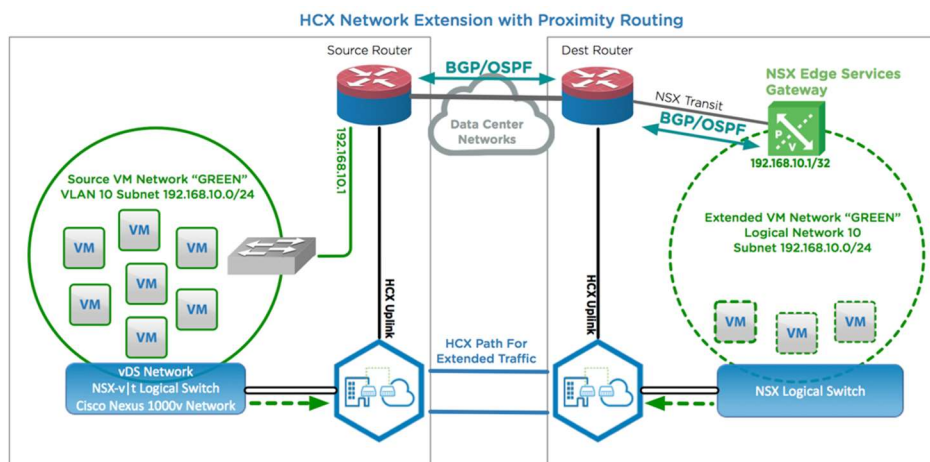 HCX Network Extension with Proximity Routing
Source Router
Dest Router
BGP/OSPF
NSX Edge Services
Gateway
NSX Transit
BGP/OSPF
Data Center
Networks
P
V
192.168.10.1/32
192.168.10.1
Source VM Network “GREEN”
VLAN 10 Subnet 192.168.10.0/24
VM
VM
VM
VM
VM
VM
VM
Extended VM Network “GREEN”
Logical Network 10
Subnet 192.168.10.0/24
VM
VM
VM
HCX Uplink
HCX Uplink
HCX Path For
Extended Traffic
vDS Network
NSX-v|t Logical Switch
Cisco Nexus 1000v Network
NSX Logical Switch